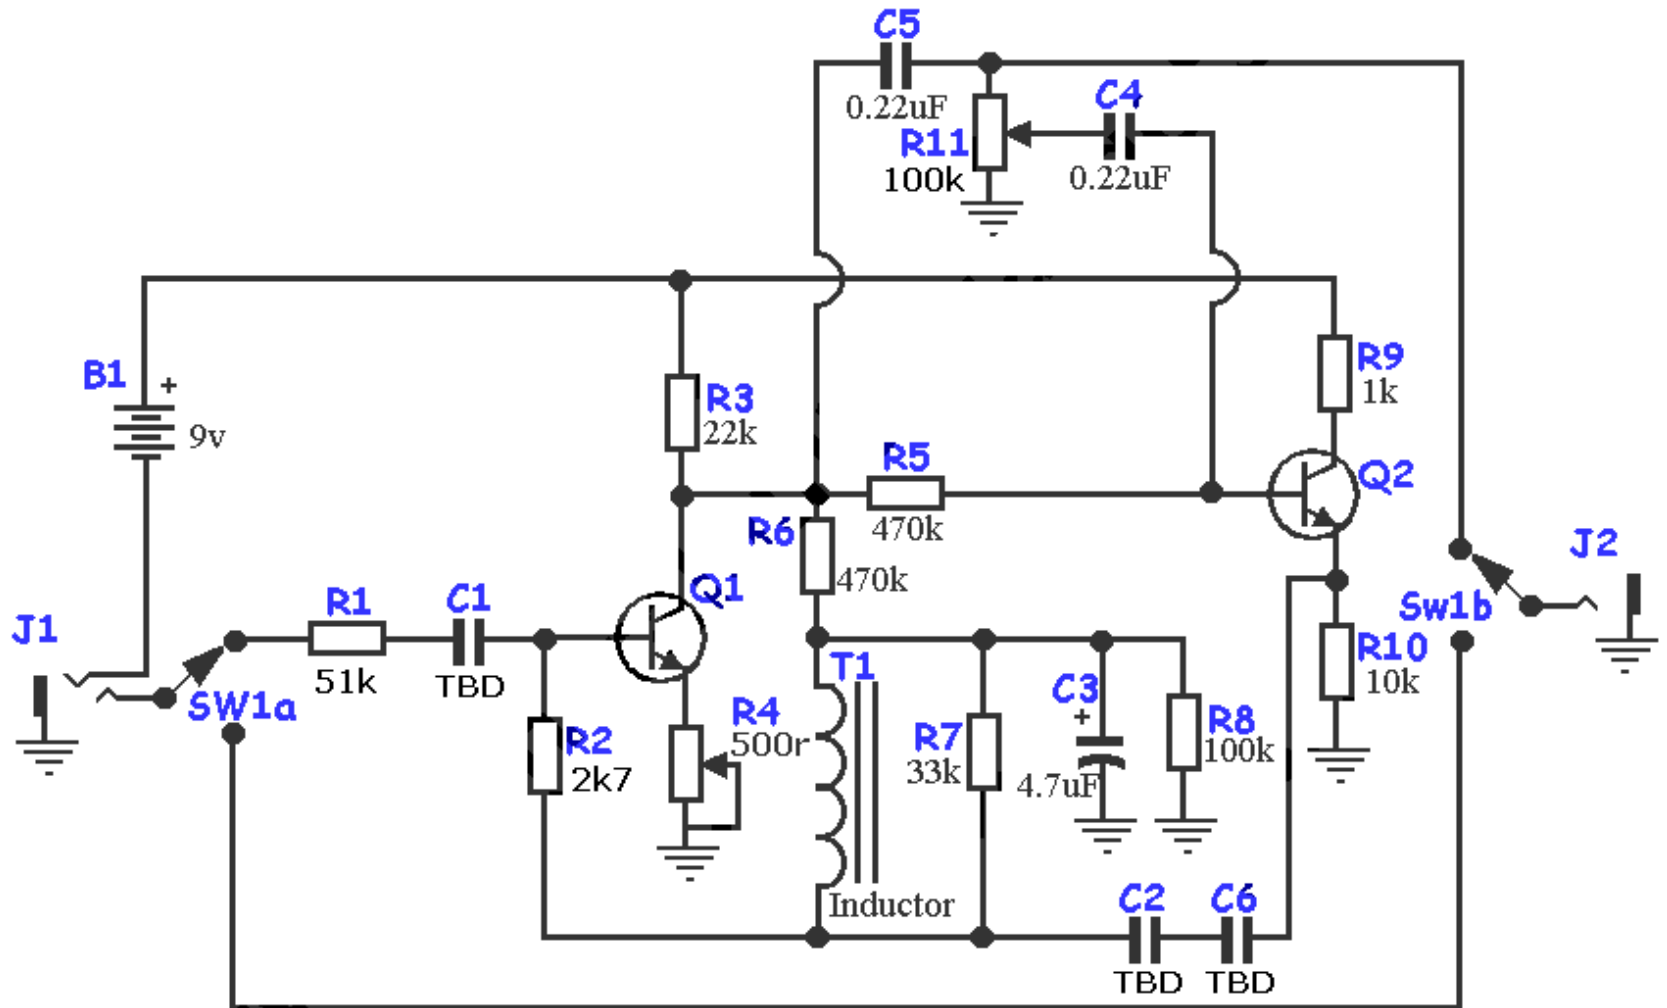 C5
0.22uF
R11
100k
C4
0.22uF
B1
+
9v
R3
22k
R9
1k
R5
470k
Q2
R6
470k
J2
Sw1b
J1
R1
51k
C1
TBD
Q1
SW1a
T1
R10
10k
R2
2k7
R4
500r
R7
33k
C3
+
4.7uF
R8
100k
Inductor
C2
TBD
C6
TBD